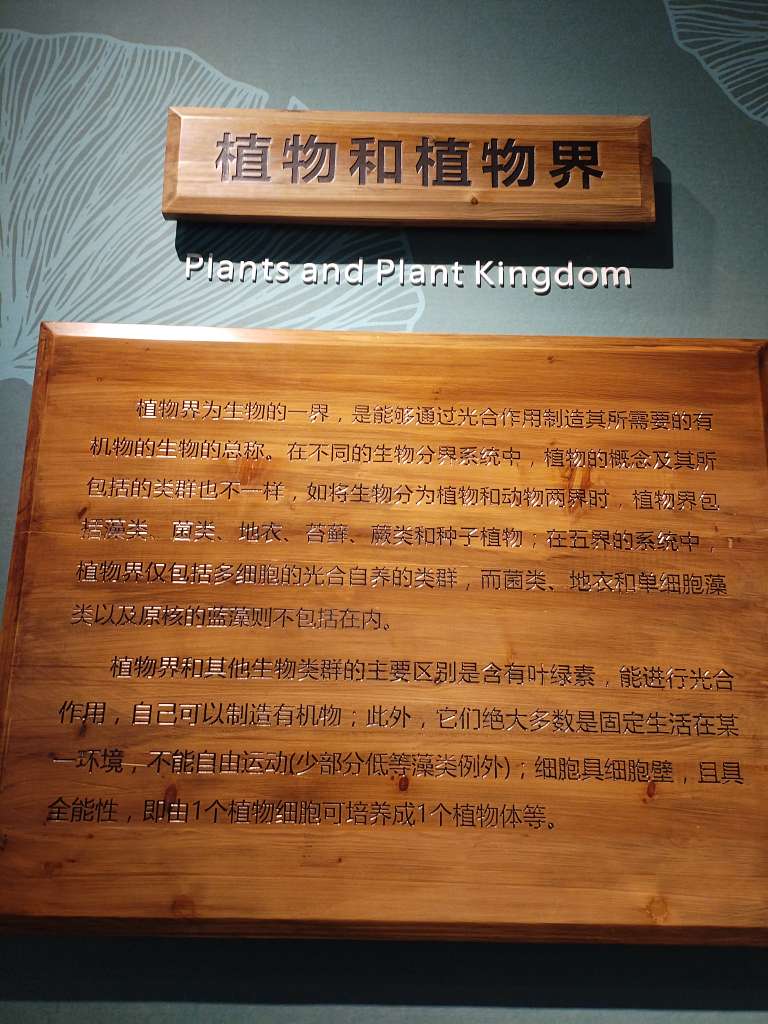 植物和植物界
Plants and Plant Kingdom
植物界为生物的一界，是能够通过光合作用制造其所需要的有
机物的生物的总称。在不同的生物分界系统中，植物的概念及其所
包括的类群也不一样，如将生物分为植物和动物两界时，植物界包
括藻类、菌类、地衣、苔藓、蕨类和种子植物；在五界的系统中，
植物界仅包括多细胞的光合自养的类群，而菌类、地衣和单细胞藻
类以及原核的蓝藻则不包括在内。
植物界和其他生物类群的主要区别是含有叶绿素，能进行光合
作用，自己可以制造有机物；此外，它们绝大多数是固定生活在某
一环境，不能自由运动(少部分低等藻类例外)；细胞具细胞壁，且具
全能性，即由1个植物细胞可培养成1个植物体等。